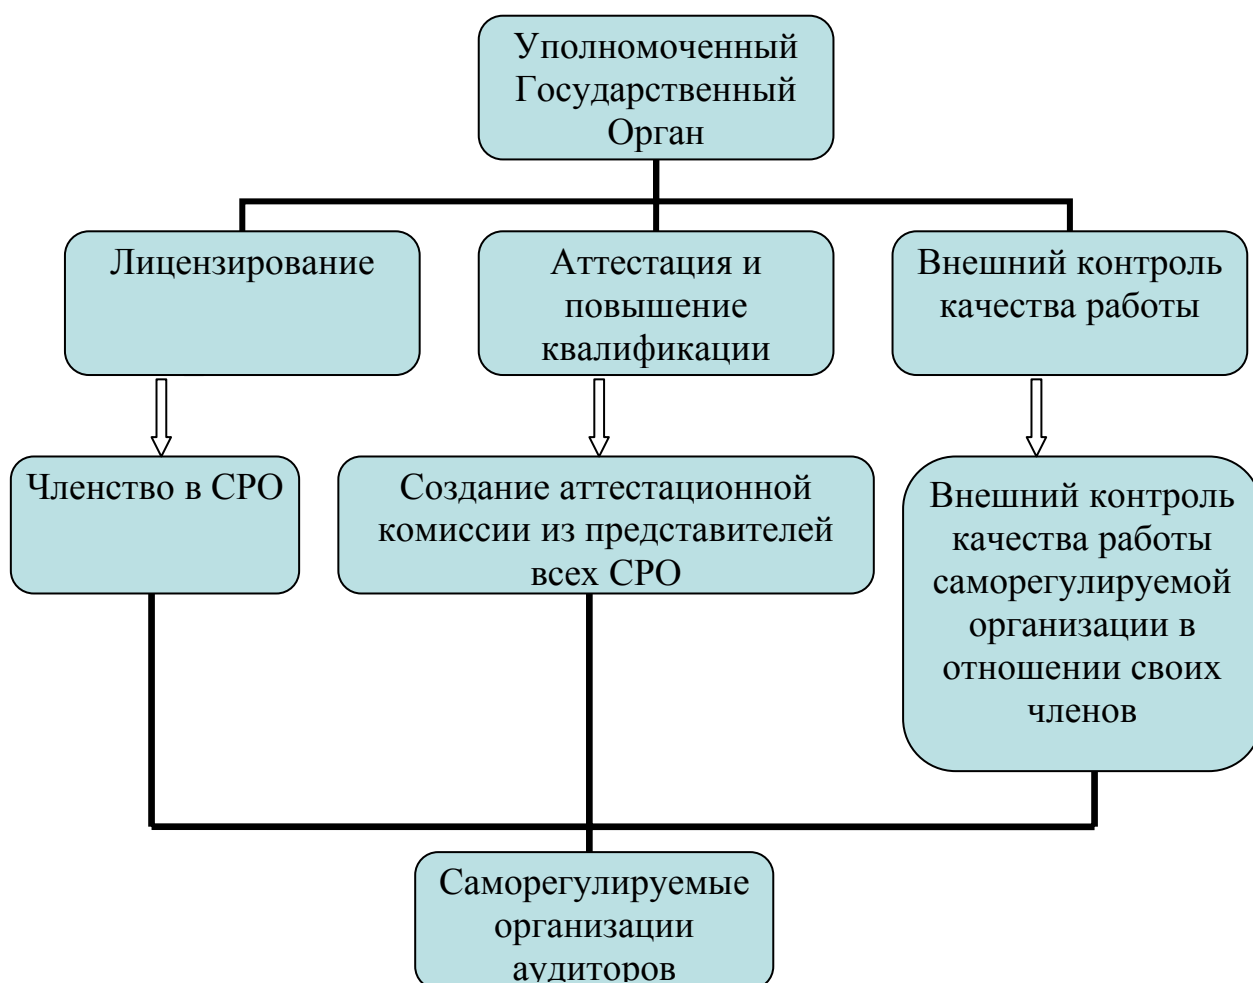 Уполномоченный
Государственный
Орган
Лицензирование
Аттестация и
повышение
квалификации
Внешний контроль
качества работы
Членство в СРО
Создание аттестационной
комиссии из представителей
всех СРО
Внешний контроль
качества работы
саморегулируемой
организации в
отношении своих
членов
Саморегулируемые
организации
аудиторов